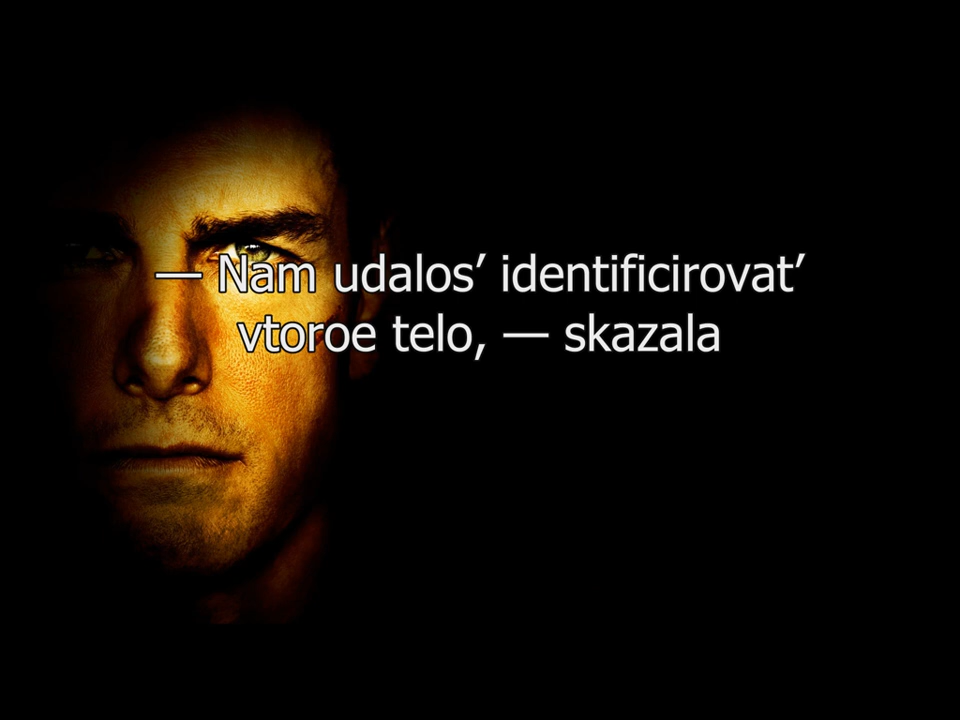 — Nam udalos’ identificirovat’
vtoroe telo, — skazala